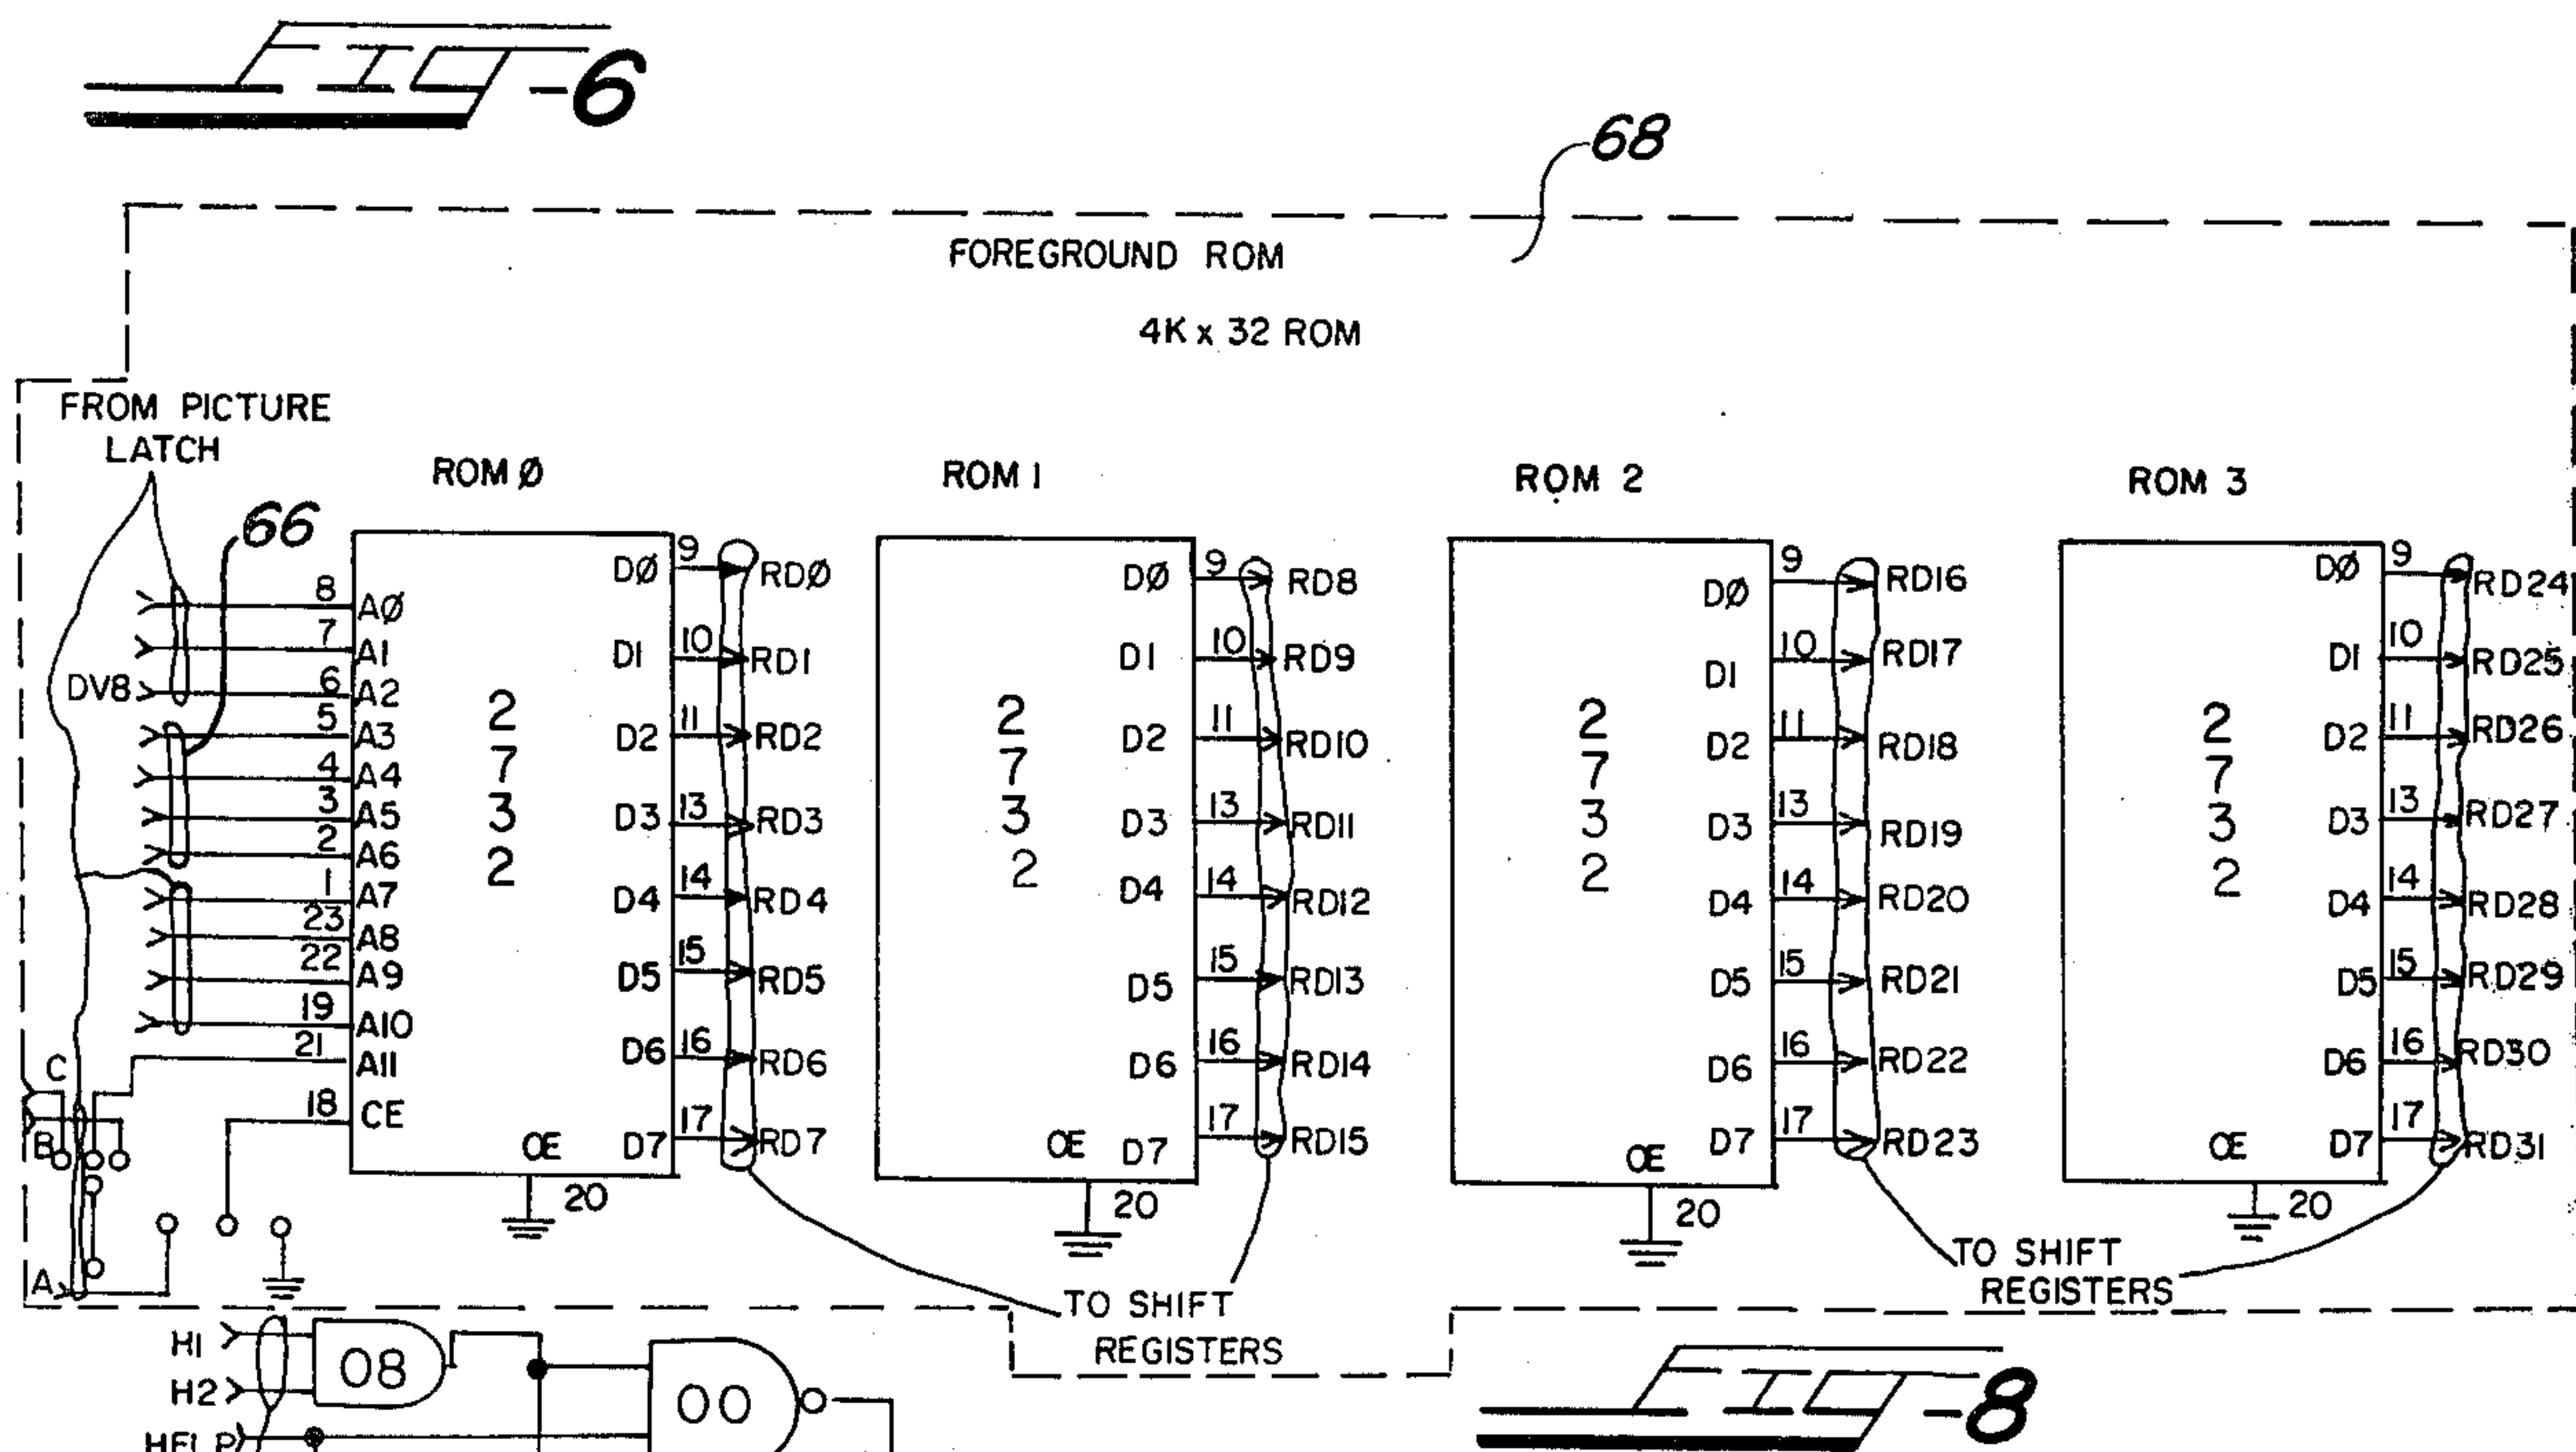 FIG-6
68
FOREGROUND ROM
4K x 32 ROM
FROM PICTURE
LATCH
66
ROM Ø
ROM 1
ROM 2
ROM 3
8 AØ
7 A1
DV8 6 A2
5 A3
4 A4
3 A5
2 A6
1 A7
23 A8
22 A9
19 A10
21 A11
18 CE
C
B
A
2732
DØ 9 RDØ
D1 10 RD1
D2 11 RD2
D3 13 RD3
D4 14 RD4
D5 15 RD5
D6 16 RD6
D7 17 RD7
OE
20
2732
DØ 9 RD8
D1 10 RD9
D2 11 RD10
D3 13 RD11
D4 14 RD12
D5 15 RD13
D6 16 RD14
D7 17 RD15
OE
20
2732
DØ 9 RD16
D1 10 RD17
D2 11 RD18
D3 13 RD19
D4 14 RD20
D5 15 RD21
D6 16 RD22
D7 17 RD23
OE
20
2732
DØ 9 RD24
D1 10 RD25
D2 11 RD26
D3 13 RD27
D4 14 RD28
D5 15 RD29
D6 16 RD30
D7 17 RD31
OE
20
TO SHIFT
REGISTERS
TO SHIFT
REGISTERS
H1
H2
HELP
08
00
FIG-8